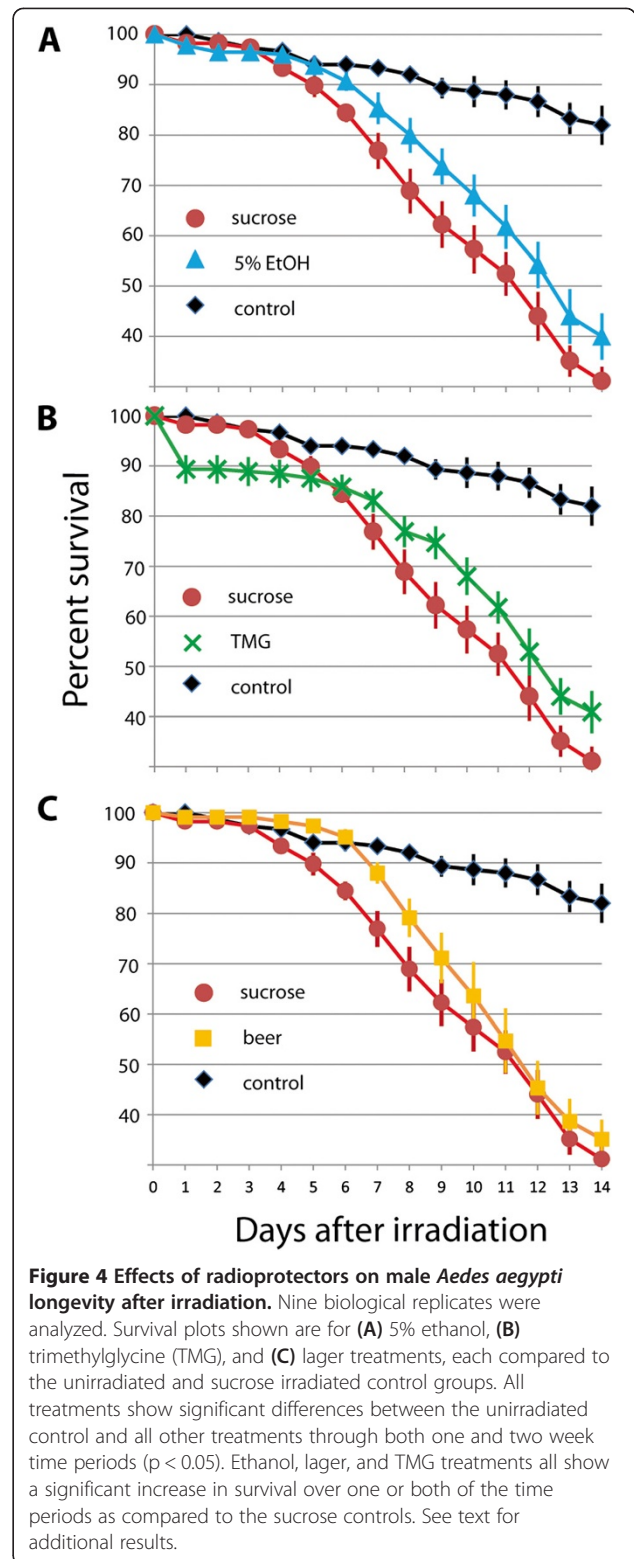 A
100
90
80
70
60
50
40
sucrose
5% EtOH
control
B
100
90
80
70
60
50
40
sucrose
TMG
control
Percent survival
C
100
90
80
70
60
50
40
sucrose
beer
control
0 1 2 3 4 5 6 7 8 9 10 11 12 13 14
Days after irradiation
Figure 4 Effects of radioprotectors on male Aedes aegypti
longevity after irradiation. Nine biological replicates were
analyzed. Survival plots shown are for (A) 5% ethanol, (B)
trimethylglycine (TMG), and (C) lager treatments, each compared to
the unirradiated and sucrose irradiated control groups. All
treatments show significant differences between the unirradiated
control and all other treatments through both one and two week
time periods (p < 0.05). Ethanol, lager, and TMG treatments all show
a significant increase in survival over one or both of the time
periods as compared to the sucrose controls. See text for
additional results.